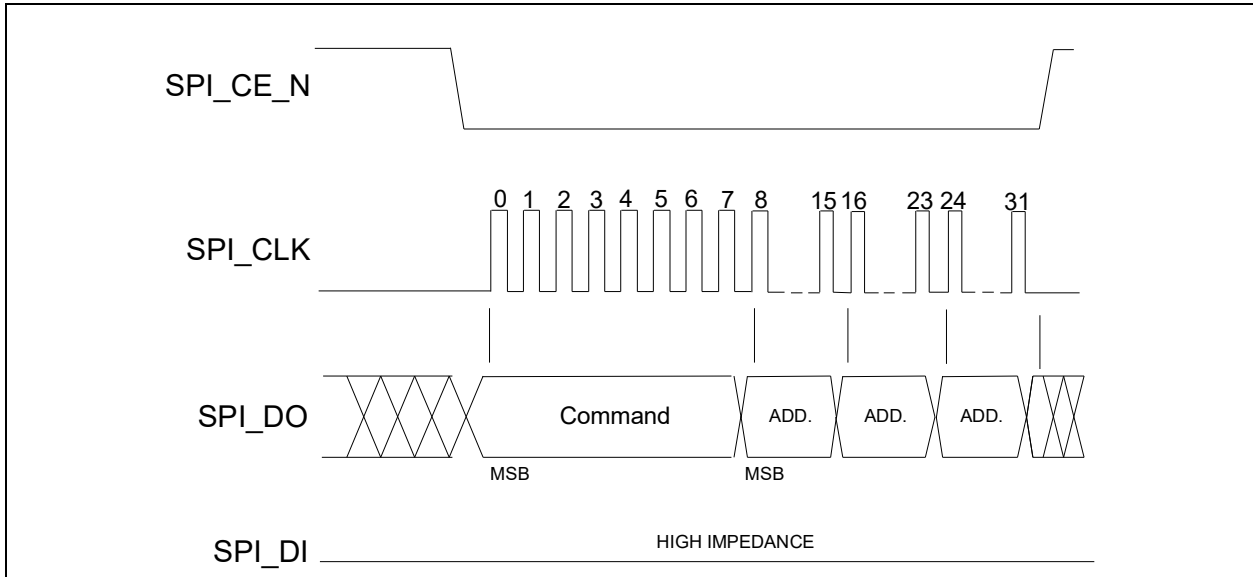 SPI_CE_N
0 1 2 3 4 5 6 7 8 15 16 23 24 31
SPI_CLK
SPI_DO
Command ADD. ADD. ADD.
MSB MSB
HIGH IMPEDANCE
SPI_DI